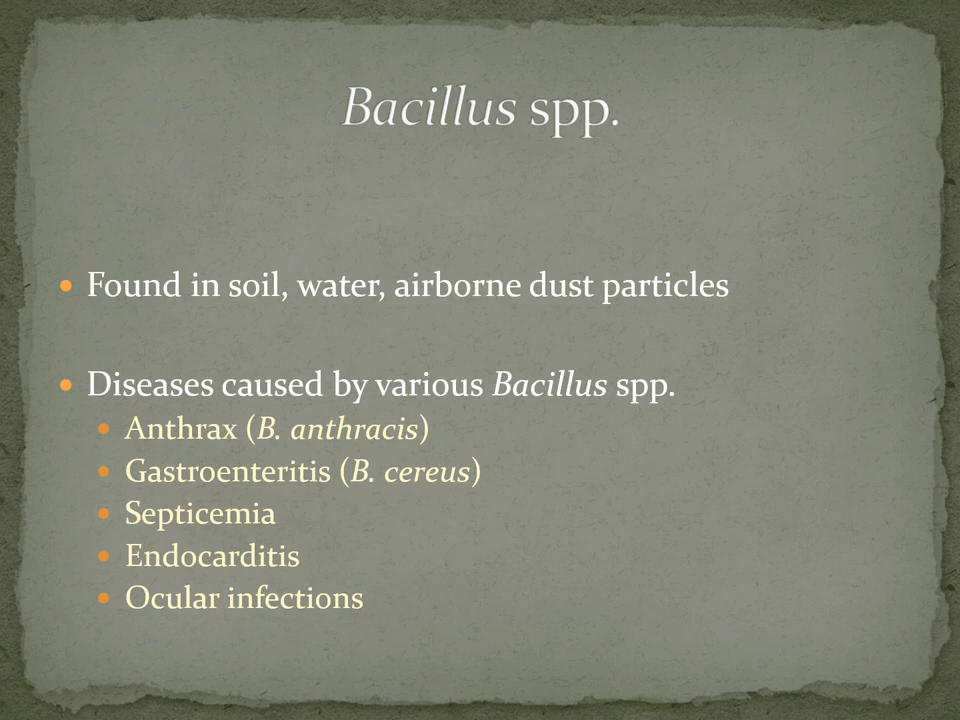 Bacillus spp.
• Found in soil, water, airborne dust particles
• Diseases caused by various Bacillus spp.
• Anthrax (B. anthracis)
• Gastroenteritis (B. cereus)
• Septicemia
• Endocarditis
• Ocular infections